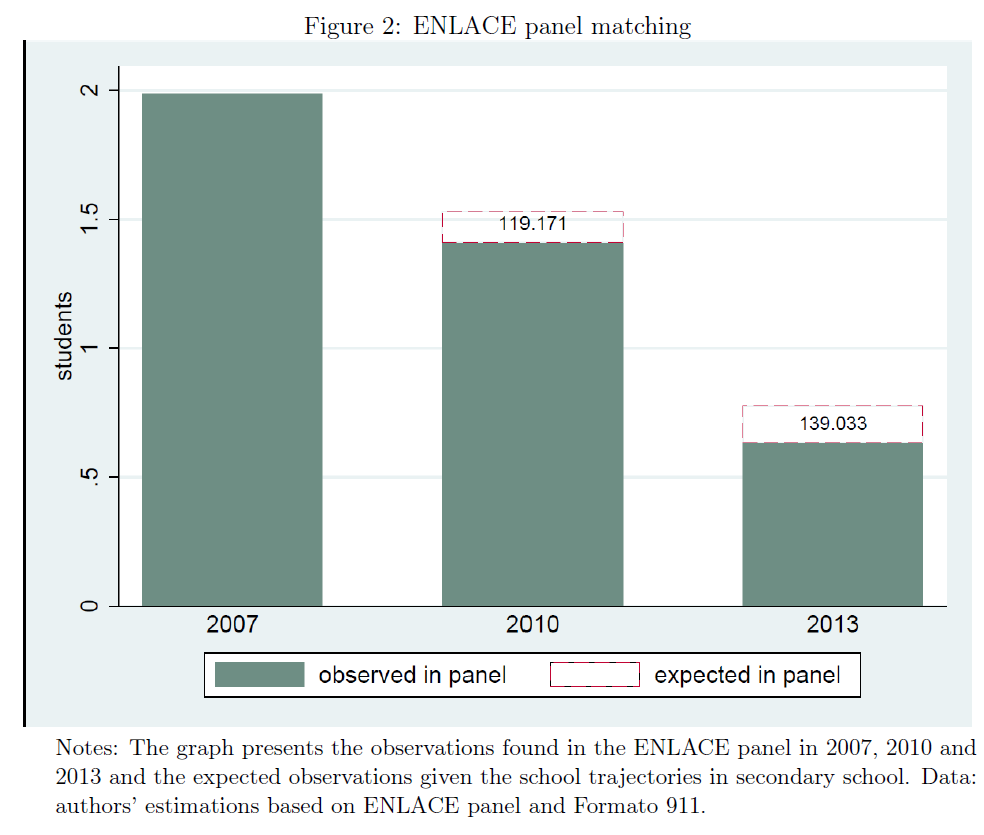 Figure 2: ENLACE panel matching
2
1.5
1
.5
0
students
119.171
139.033
2007 2010 2013
observed in panel expected in panel
Notes: The graph presents the observations found in the ENLACE panel in 2007, 2010 and
2013 and the expected observations given the school trajectories in secondary school. Data:
authors' estimations based on ENLACE panel and Formato 911.